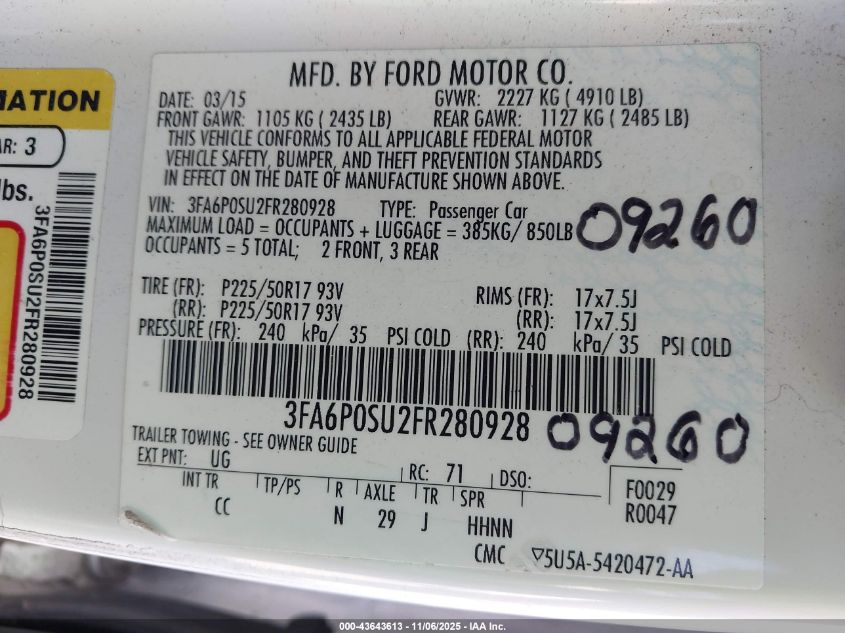 MATION
AR: 3
lbs.
3FA6P0SU2FR280928
MFD. BY FORD MOTOR CO.
DATE: 03/15 GVWR: 2227 KG ( 4910 LB)
FRONT GAWR: 1105 KG ( 2435 LB) REAR GAWR: 1127 KG ( 2485 LB)
THIS VEHICLE CONFORMS TO ALL APPLICABLE FEDERAL MOTOR
VEHICLE SAFETY, BUMPER, AND THEFT PREVENTION STANDARDS
IN EFFECT ON THE DATE OF MANUFACTURE SHOWN ABOVE.
VIN: 3FA6P0SU2FR280928 TYPE: Passenger Car
MAXIMUM LOAD = OCCUPANTS + LUGGAGE = 385KG/ 850LB
OCCUPANTS = 5 TOTAL; 2 FRONT, 3 REAR
09260
TIRE (FR): P225/50R17 93V RIMS (FR): 17x7.5J
(RR): P225/50R17 93V (RR): 17x7.5J
PRESSURE (FR): 240 kPa/ 35 PSI COLD (RR): 240 kPa/ 35 PSI COLD
3FA6P0SU2FR280928
09260
TRAILER TOWING - SEE OWNER GUIDE
EXT PNT: UG RC: 71 DSO:
F0029
R0047
INT TR TP/PS R AXLE TR SPR
CC N 29 J HHNN
CMC ▽5U5A-5420472-AA
000-43643613 - 11/06/2025 - IAA Inc.